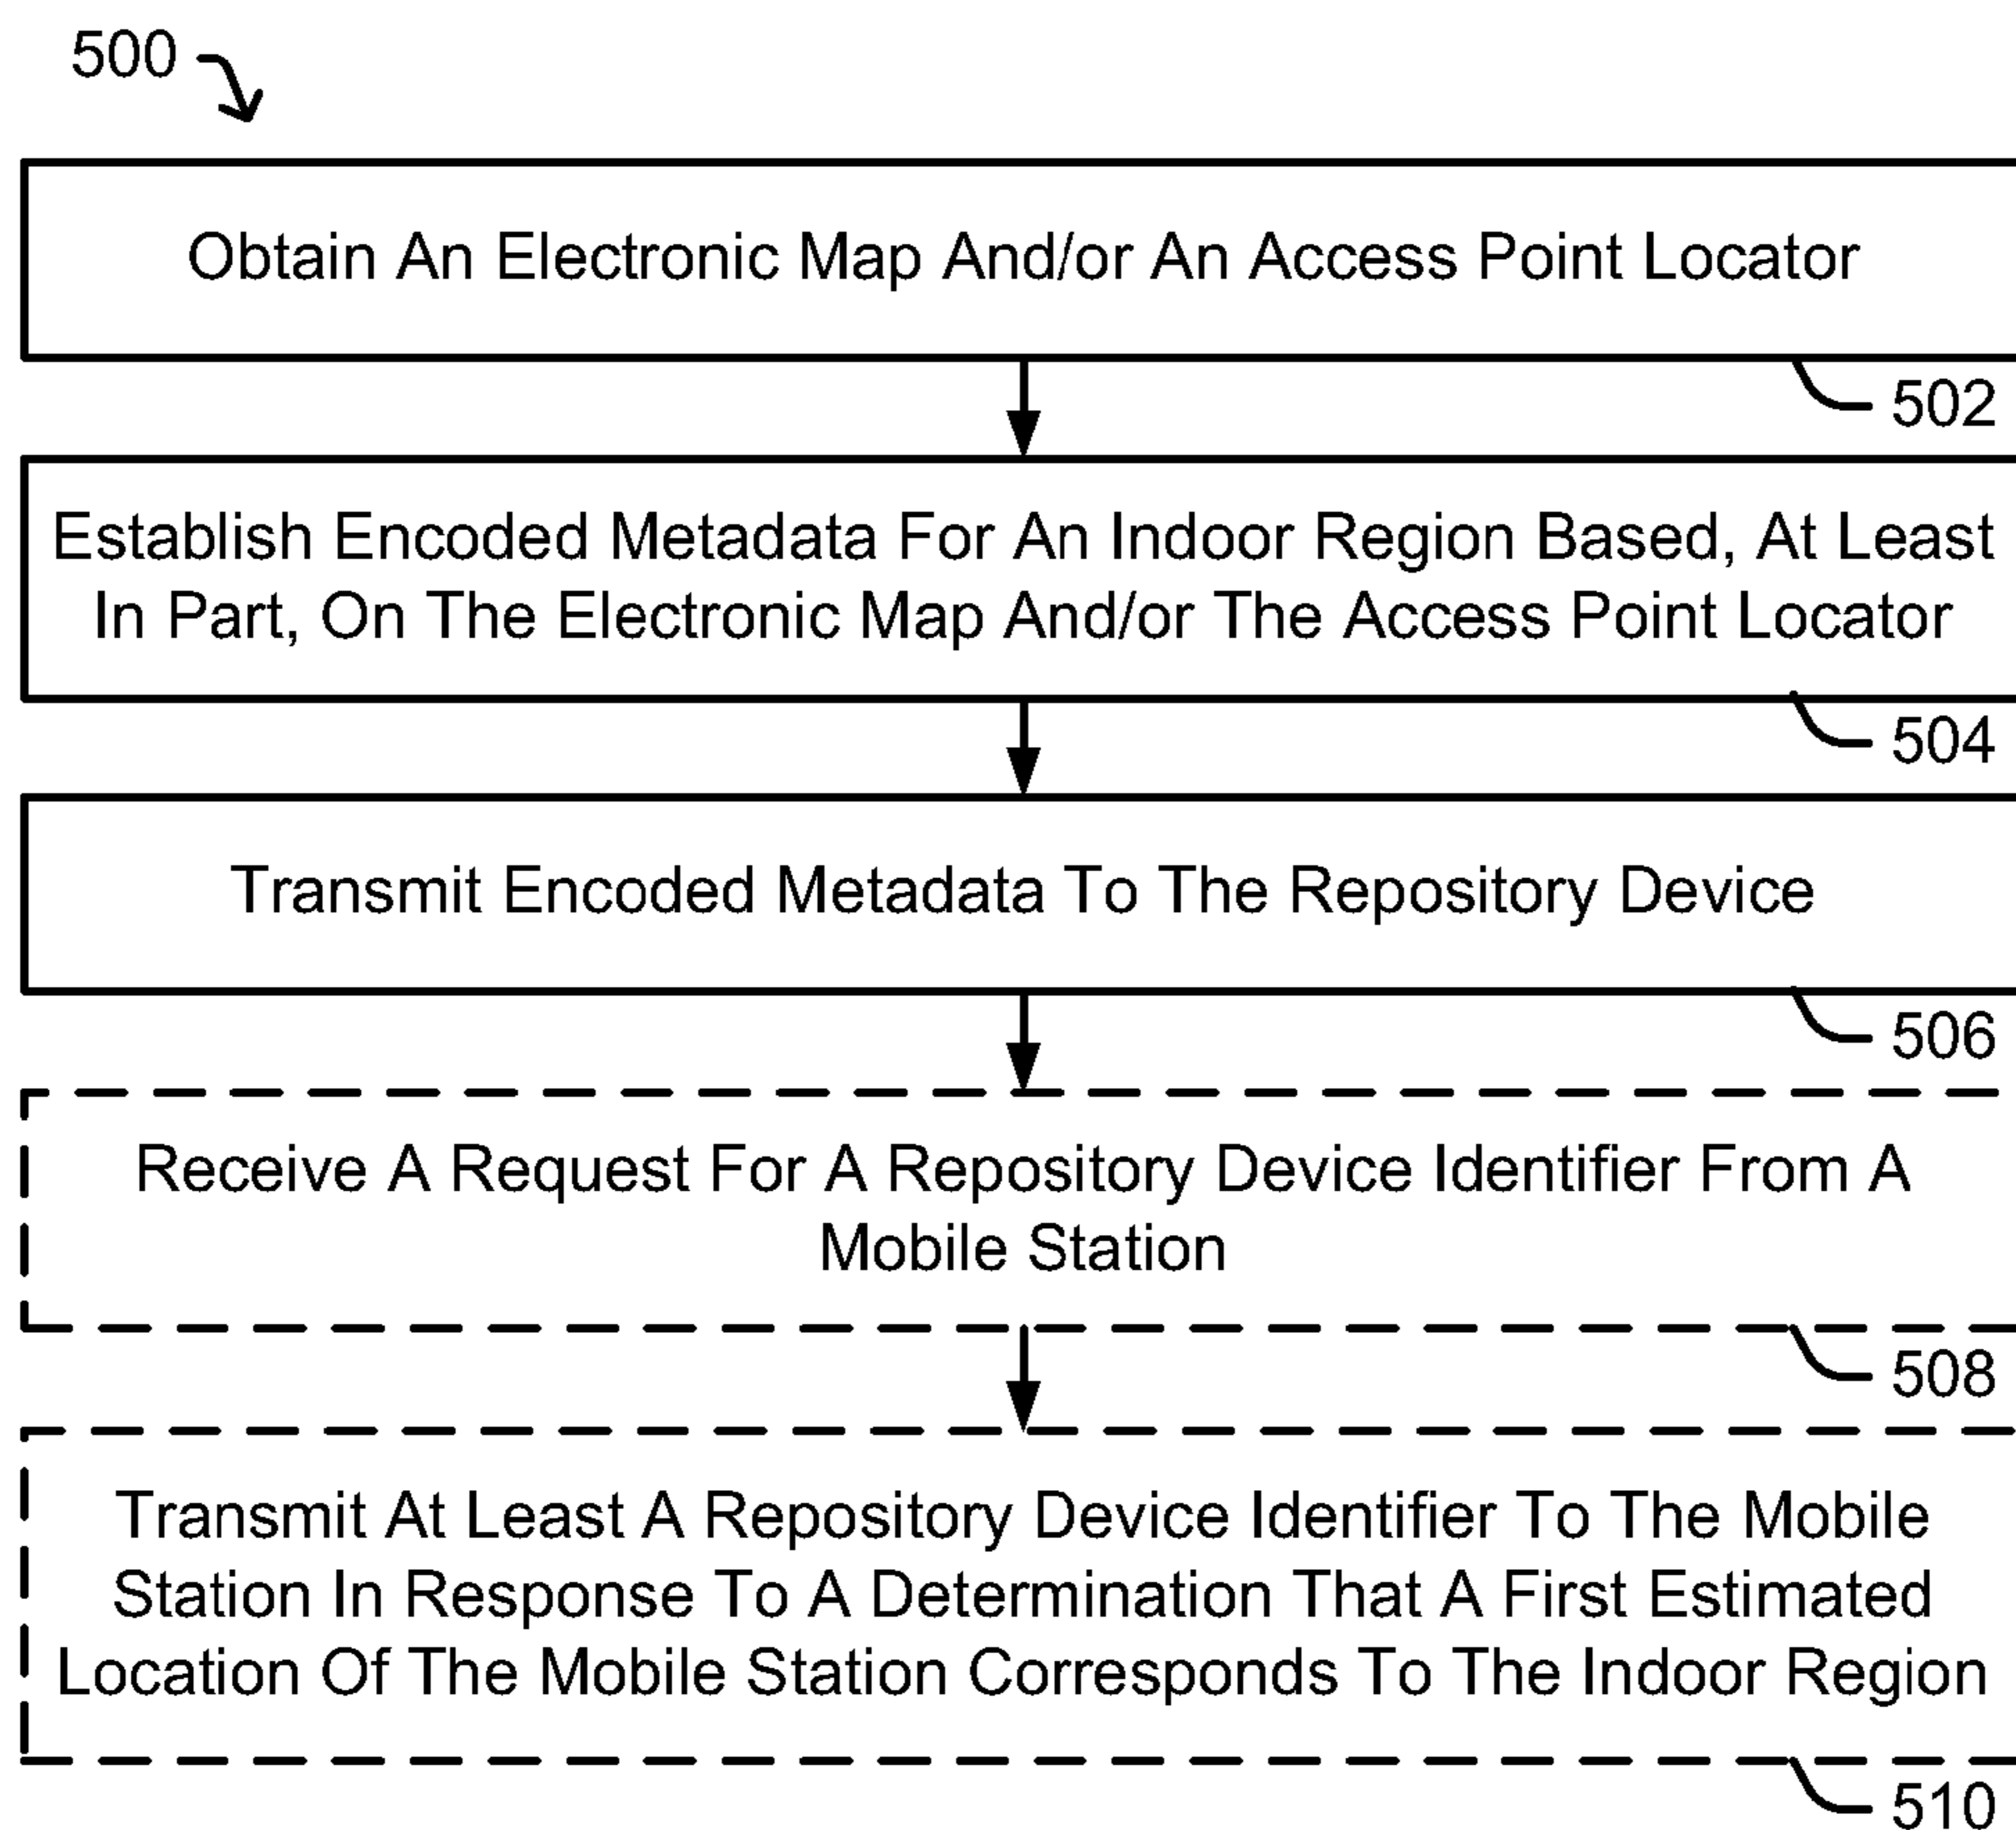 500
Obtain An Electronic Map And/or An Access Point Locator
502
Establish Encoded Metadata For An Indoor Region Based, At Least
In Part, On The Electronic Map And/or The Access Point Locator
504
Transmit Encoded Metadata To The Repository Device
506
Receive A Request For A Repository Device Identifier From A
Mobile Station
508
Transmit At Least A Repository Device Identifier To The Mobile
Station In Response To A Determination That A First Estimated
Location Of The Mobile Station Corresponds To The Indoor Region
510